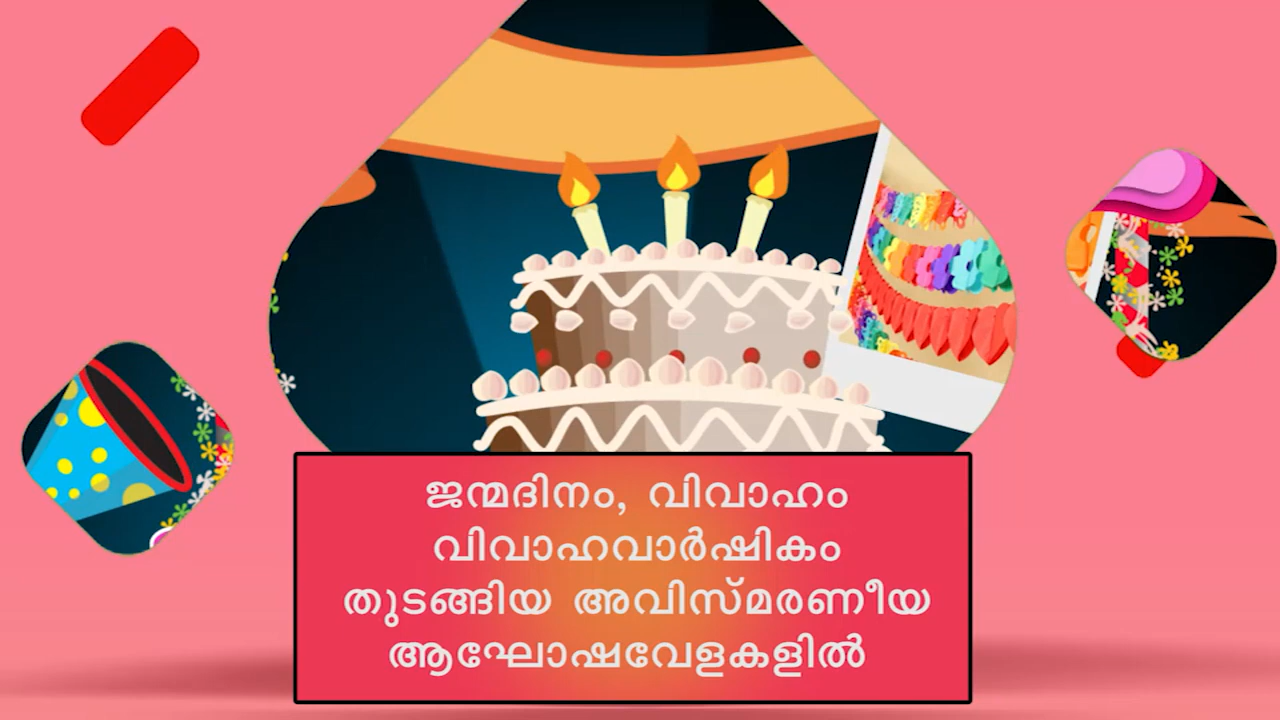 ജന്മദിനം, വിവാഹം
വിവാഹവാർഷികം
തുടങ്ങിയ അവിസ്മരണീയ
ആഘോഷവേളകളിൽ